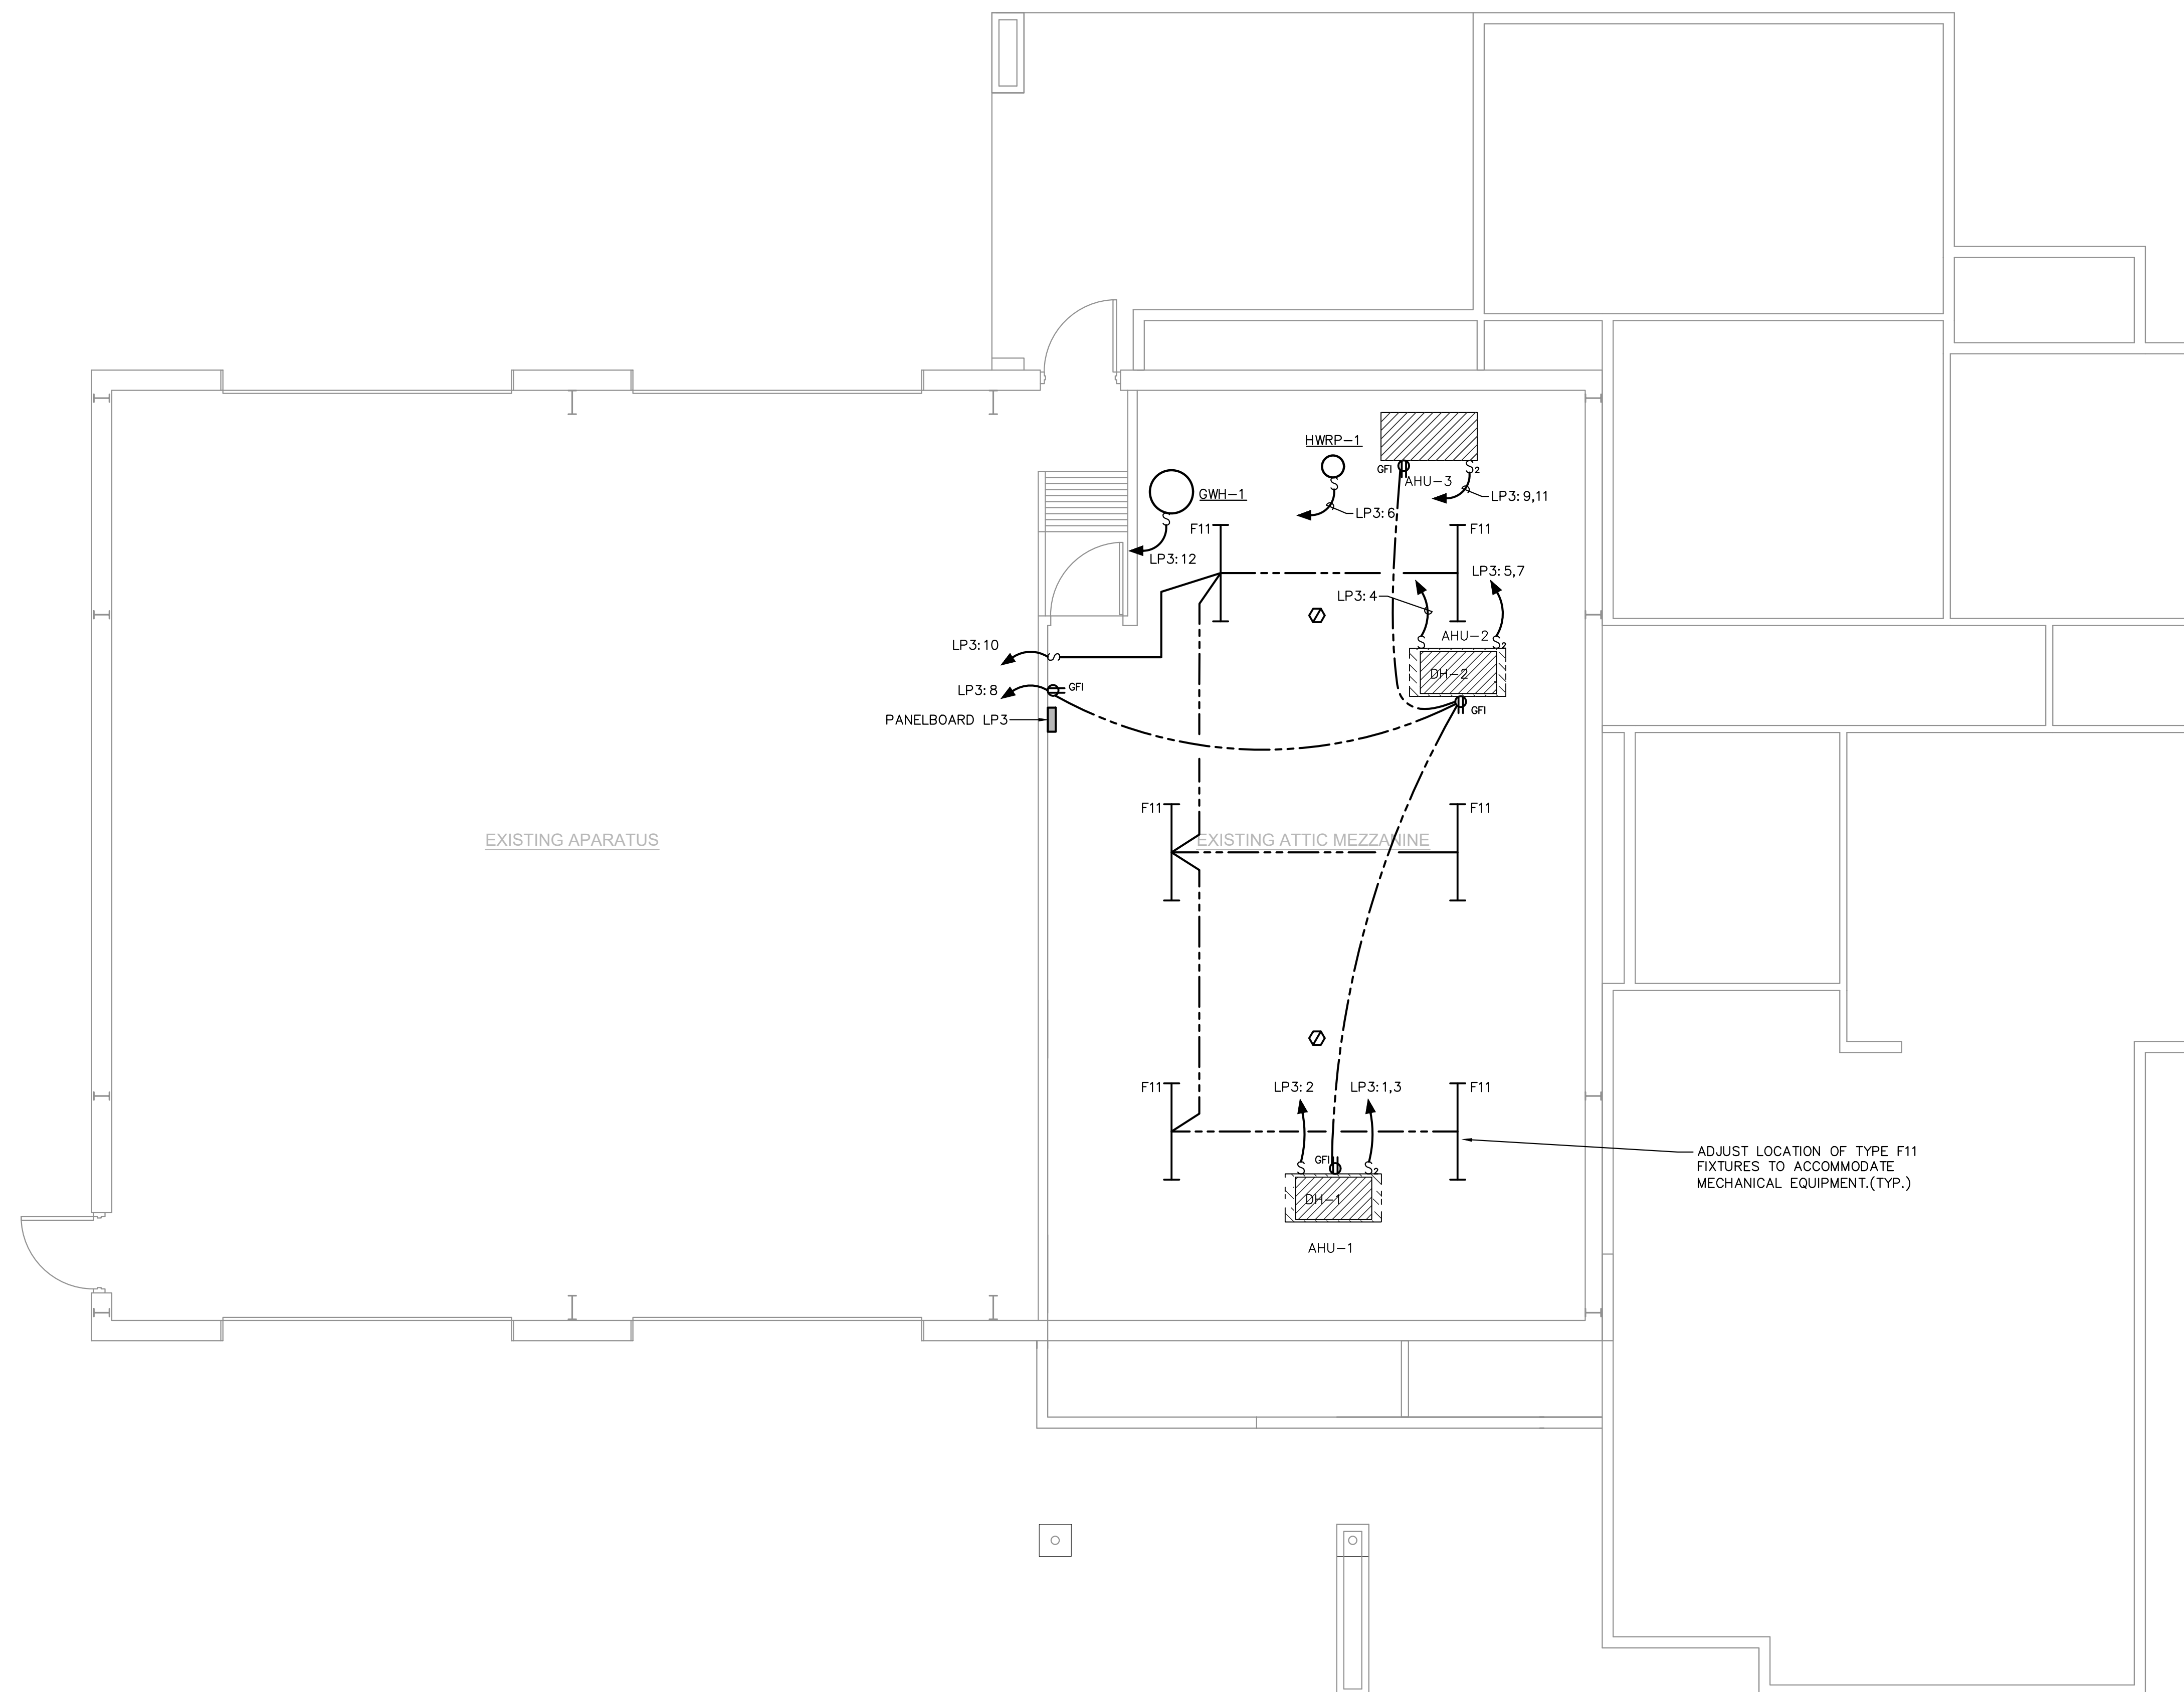 HWRP-1
GFI
S2
AHU-3
GWH-1
S
LP3:9,11
S
LP3:6
F11
F11
LP3:12
LP3:5,7
LP3:4
AHU-2
LP3:10
S
S
S2
DH-2
LP3:8
GFI
GFI
PANELBOARD LP3
F11
F11
EXISTING APARATUS
EXISTING ATTIC MEZZANINE
F11
LP3:2
LP3:1,3
F11
ADJUST LOCATION OF TYPE F11
FIXTURES TO ACCOMMODATE
MECHANICAL EQUIPMENT.(TYP.)
GFI
S
S2
DH-1
AHU-1